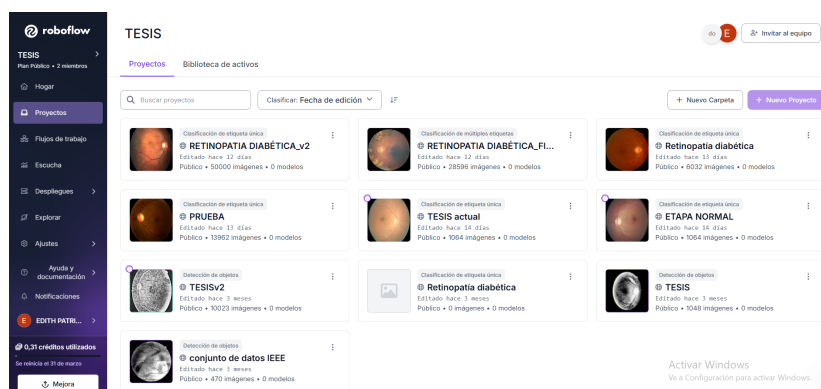 roboflow
TESIS
Plan Público • 2 miembros
Hogar
Proyectos
Flujos de trabajo
Escucha
Despliegues
Explorar
Ajustes
Ayuda y
documentación
Notificaciones
E EDITH PATRI...
0,31 créditos utilizados
Se reinicia el 31 de marzo
Mejora
TESIS
do E Invitar al equipo
Proyectos Biblioteca de activos
Buscar proyectos Clasificar: Fecha de edición + Nuevo Carpeta + Nuevo Proyecto
Clasificación de etiqueta única
RETINOPATIA DIABÉTICA_v2
Editado hace 12 días
Público • 50000 imágenes • 0 modelos
Clasificación de múltiples etiquetas
RETINOPATIA DIABÉTICA_FI...
Editado hace 12 días
Público • 28596 imágenes • 0 modelos
Clasificación de etiqueta única
Retinopatía diabética
Editado hace 13 días
Público • 6032 imágenes • 0 modelos
Clasificación de etiqueta única
PRUEBA
Editado hace 13 días
Público • 13962 imágenes • 0 modelos
Clasificación de etiqueta única
TESIS actual
Editado hace 14 días
Público • 1064 imágenes • 0 modelos
Clasificación de etiqueta única
ETAPA NORMAL
Editado hace 14 días
Público • 1064 imágenes • 0 modelos
Detección de objetos
TESISv2
Editado hace 3 meses
Público • 10023 imágenes • 0 modelos
Clasificación de etiqueta única
Retinopatía diabética
Editado hace 3 meses
Público • 0 imágenes • 0 modelos
Detección de objetos
TESIS
Editado hace 3 meses
Público • 1048 imágenes • 0 modelos
Detección de objetos
conjunto de datos IEEE
Editado hace 3 meses
Público • 470 imágenes • 0 modelos
Activar Windows
Ve a Configuración para activar Windows.